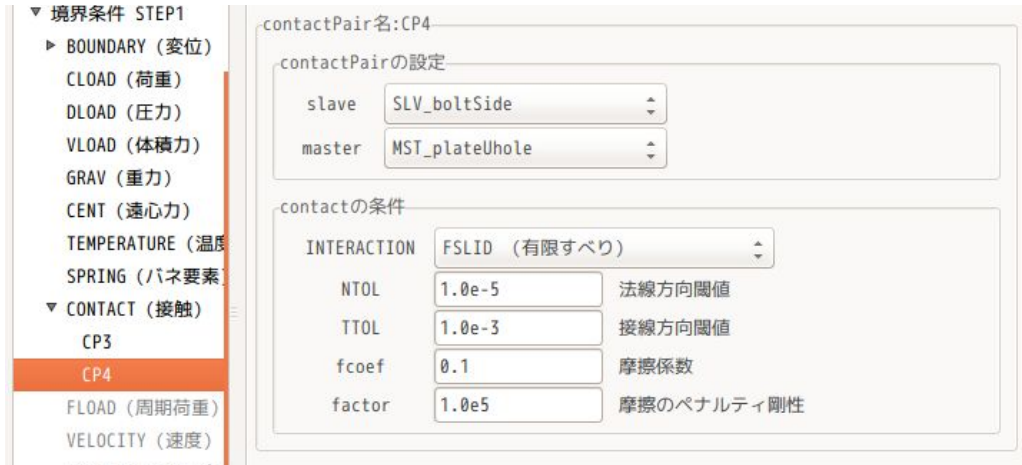 境界条件 STEP1
BOUNDARY (変位)
CLOAD (荷重)
DLOAD (圧力)
VLOAD (体積力)
GRAV (重力)
CENT (遠心力)
TEMPERATURE (温度
SPRING (バネ要素)
CONTACT (接触)
CP3
CP4
FLOAD (周期荷重)
VELOCITY (速度)
contactPair名:CP4
contactPairの設定
slave SLV_boltSide
master MST_plateUhole
contactの条件
INTERACTION FSLID (有限すべり)
NTOL 1.0e-5 法線方向閾値
TTOL 1.0e-3 接線方向閾値
fcoef 0.1 摩擦係数
factor 1.0e5 摩擦のペナルティ剛性